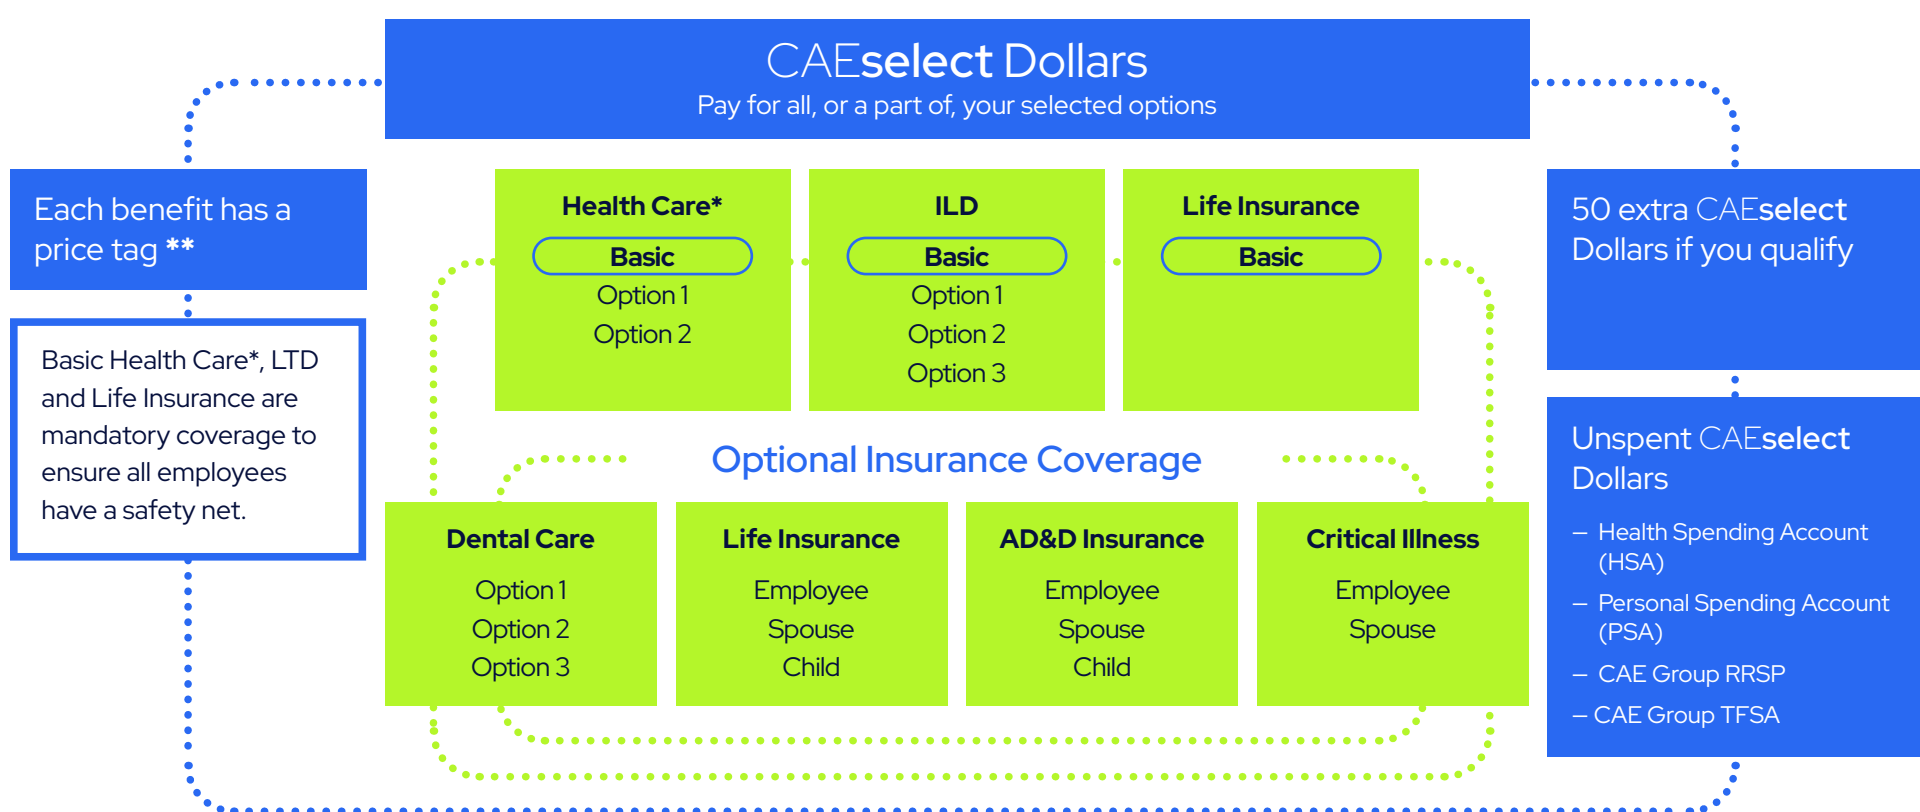 CAEselect Dollars
Pay for all, or a part of, your selected options
Each benefit has a
price tag **
Basic Health Care*, LTD
and Life Insurance are
mandatory coverage to
ensure all employees
have a safety net.
Health Care*
Basic
Option 1
Option 2
ILD
Basic
Option 1
Option 2
Option 3
Life Insurance
Basic
Optional Insurance Coverage
Dental Care
Option 1
Option 2
Option 3
Life Insurance
Employee
Spouse
Child
AD&D Insurance
Employee
Spouse
Child
Critical Illness
Employee
Spouse
50 extra CAEselect
Dollars if you qualify
Unspent CAEselect
Dollars
– Health Spending Account
(HSA)
– Personal Spending Account
(PSA)
– CAE Group RRSP
– CAE Group TFSA